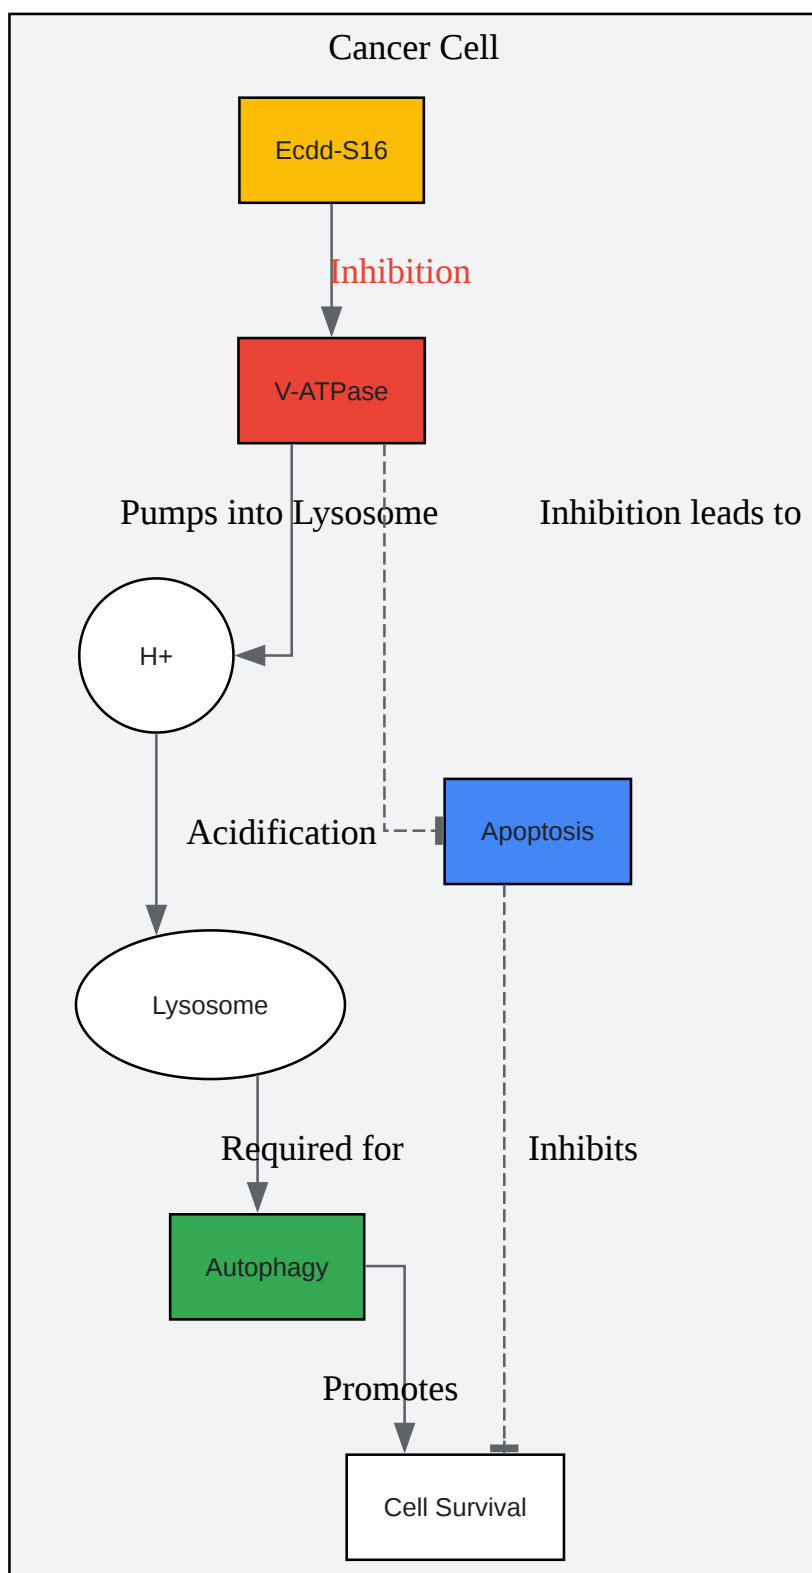 Cancer Cell
Ecdd-S16
Inhibition
V-ATPase
Pumps into Lysosome
Inhibition leads to
H+
Acidification
Apoptosis
Lysosome
Required for
Inhibits
Autophagy
Promotes
Cell Survival